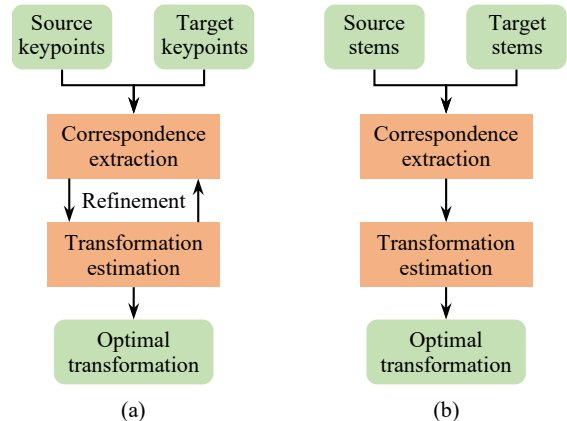 Source
keypoints
Target
keypoints
Correspondence
extraction
Refinement
Transformation
estimation
Optimal
transformation
(a)
Source
stems
Target
stems
Correspondence
extraction
Transformation
estimation
Optimal
transformation
(b)